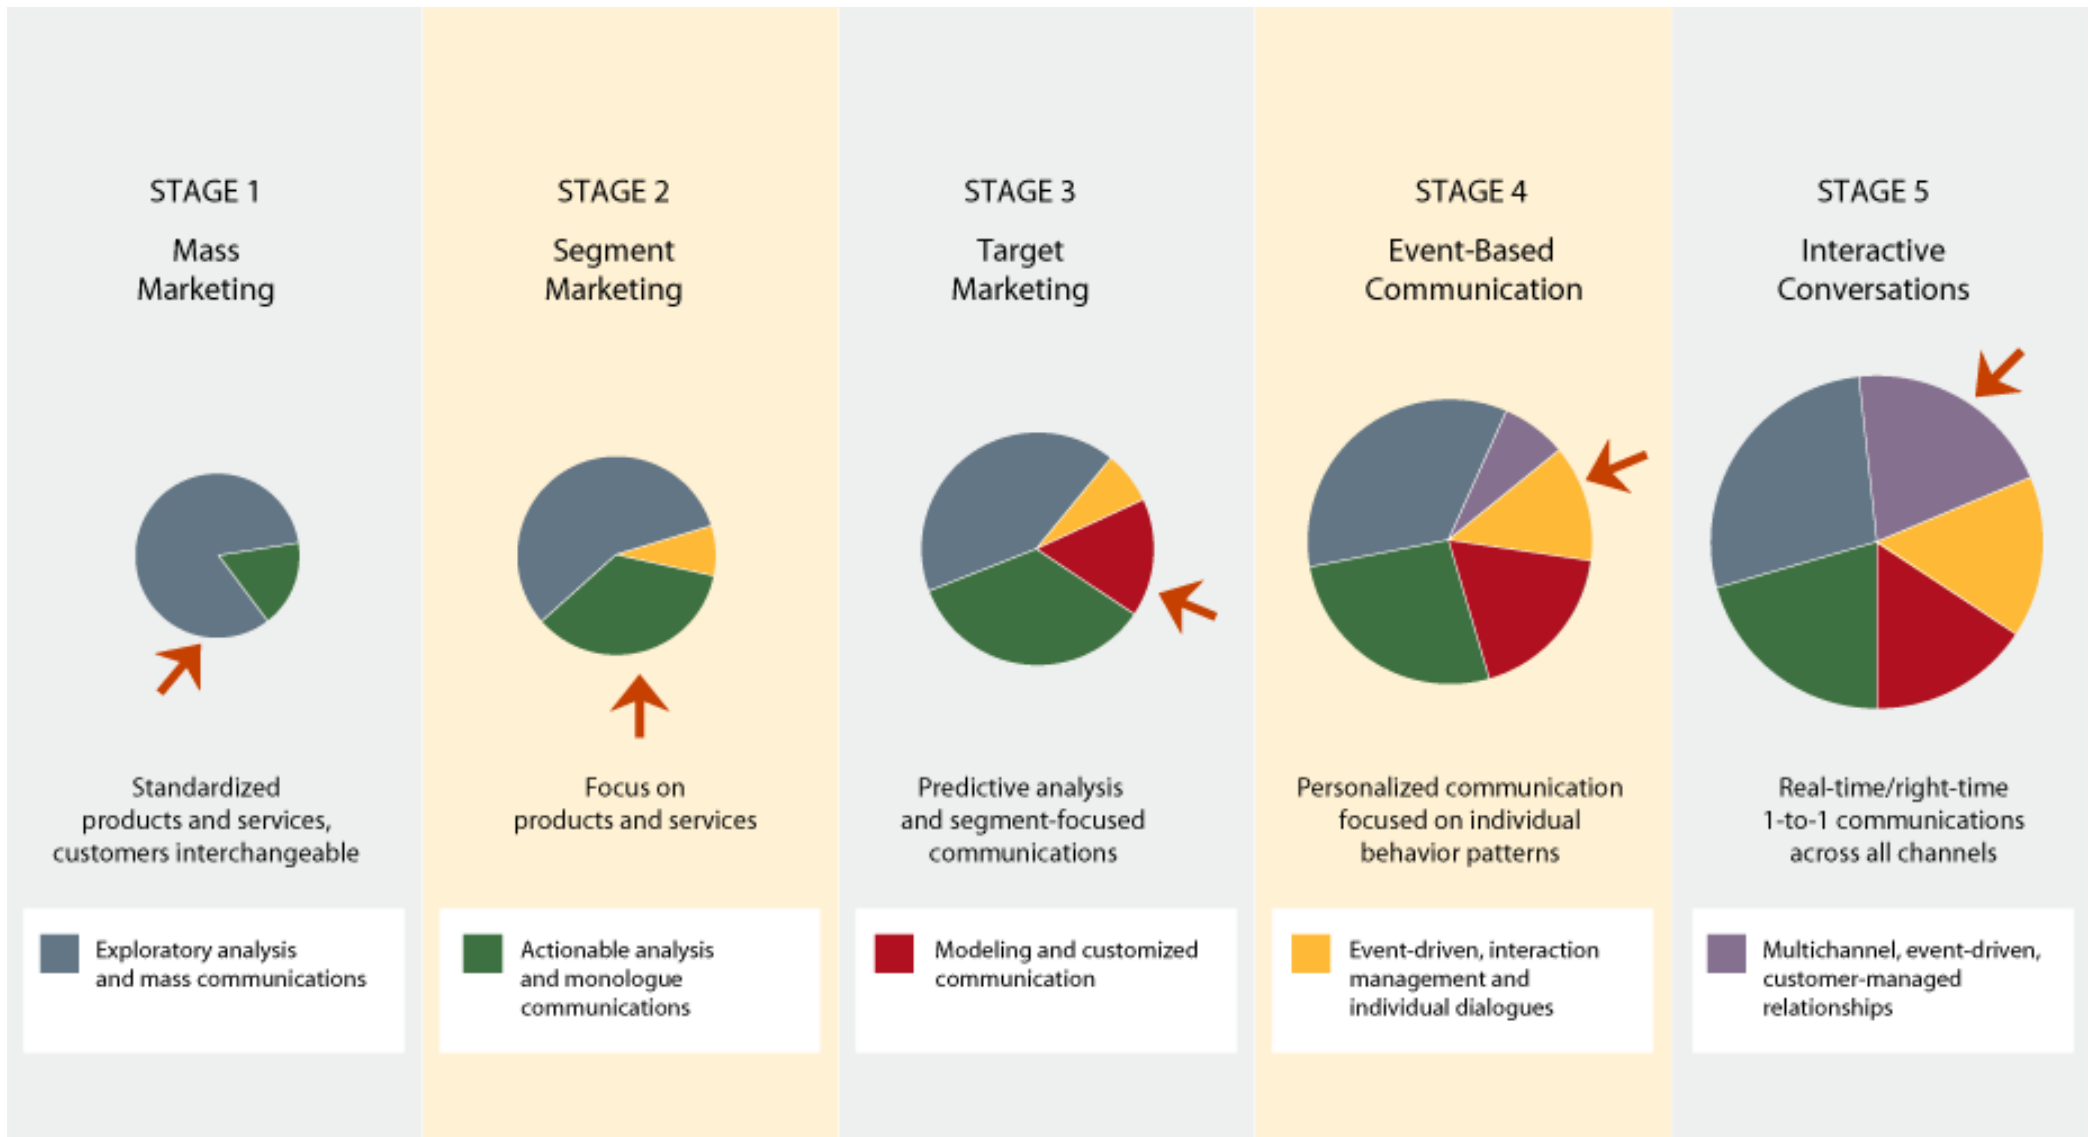 STAGE 1
Mass
Marketing
Standardized
products and services,
customers interchangeable
Exploratory analysis
and mass communications
STAGE 2
Segment
Marketing
Focus on
products and services
Actionable analysis
and monologue
communications
STAGE 3
Target
Marketing
Predictive analysis
and segment-focused
communications
Modeling and customized
communication
STAGE 4
Event-Based
Communication
Personalized communication
focused on individual
behavior patterns
Event-driven, interaction
management and
individual dialogues
STAGE 5
Interactive
Conversations
Real-time/right-time
1-to-1 communications
across all channels
Multichannel, event-driven,
customer-managed
relationships